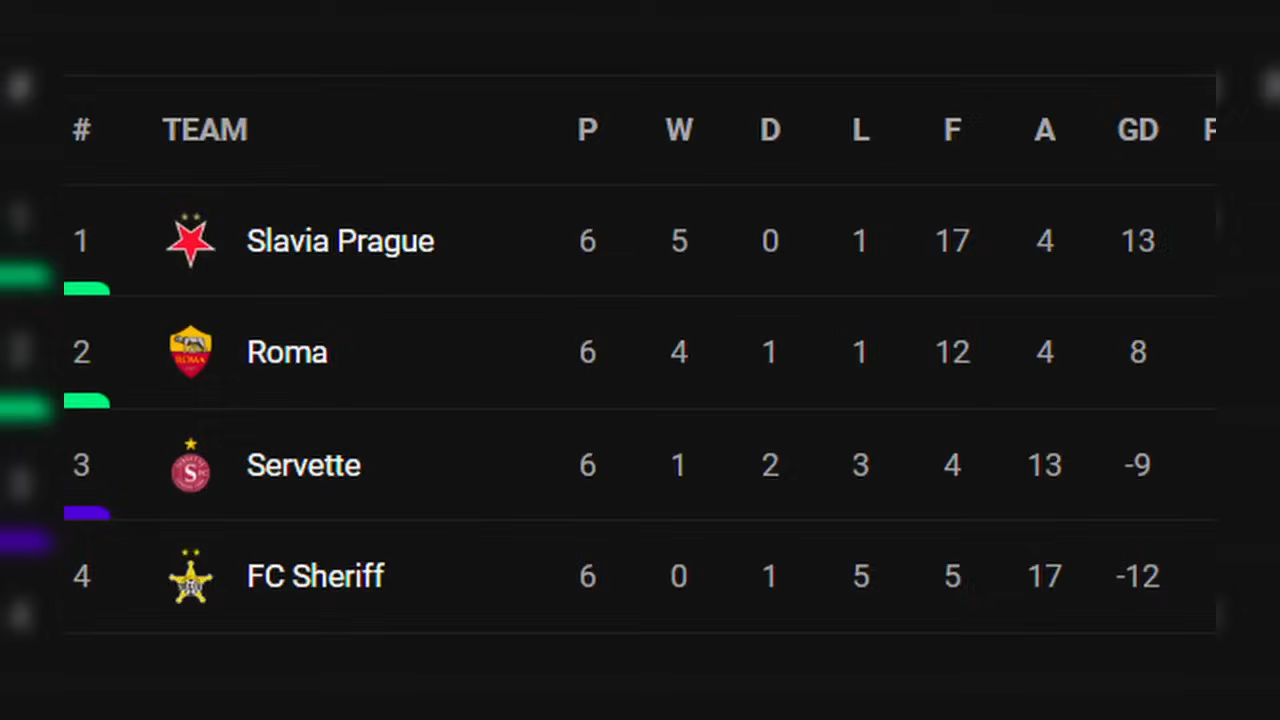 # TEAM P W D L F A GD
1 Slavia Prague 6 5 0 1 17 4 13
2 ROMA Roma 6 4 1 1 12 4 8
3 S Servette 6 1 2 3 4 13 -9
4 FC Sheriff 6 0 1 5 5 17 -12